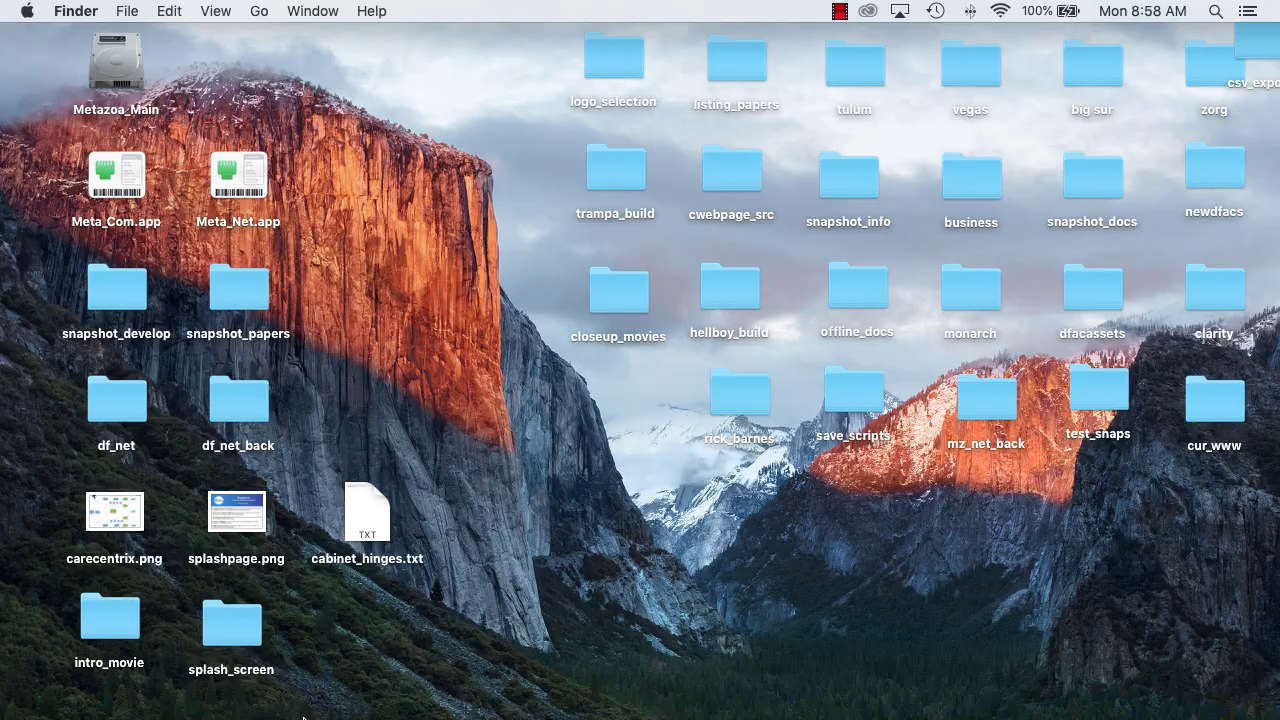 Finder File Edit View Go Window Help 100% Mon 8:58 AM
Metazoa_Main
logo_selection
listing_papers
tulum
vegas
big sur
zorg
csv_expo
Meta_Com.app
Meta_Net.app
trampa_build
cwebpage_src
snapshot_info
business
snapshot_docs
newdfacs
snapshot_develop
snapshot_papers
closeup_movies
hellboy_build
offline_docs
monarch
dfacassets
clarity
df_net
df_net_back
rick_barnes
save_scripts
mz_net_back
test_snaps
cur_www
TXT
carecentrix.png
splashpage.png
cabinet_hinges.txt
intro_movie
splash_screen